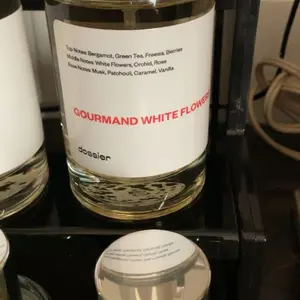 Top Notes: Bergamot, Green Tea, Freesia, Berrier
Middle Notes: White Flowers, Orchid, Rose
Base Notes: Musk, Patchouli, Caramel, Vanilla
GOURMAND WHITE FLOWER
dossier